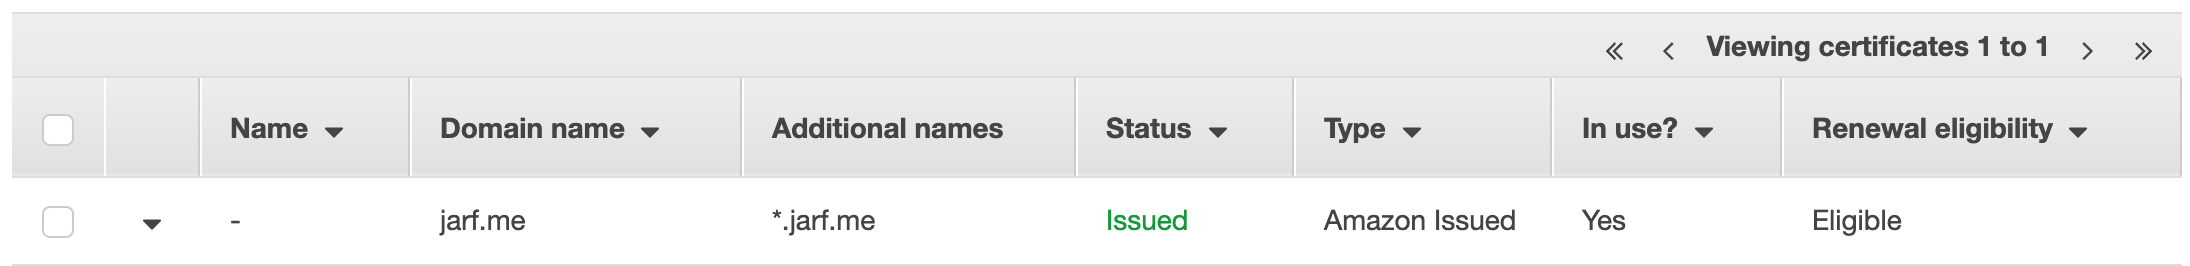 « ‹ Viewing certificates 1 to 1 › »
Name Domain name Additional names Status Type In use? Renewal eligibility
- jarf.me *.jarf.me Issued Amazon Issued Yes Eligible